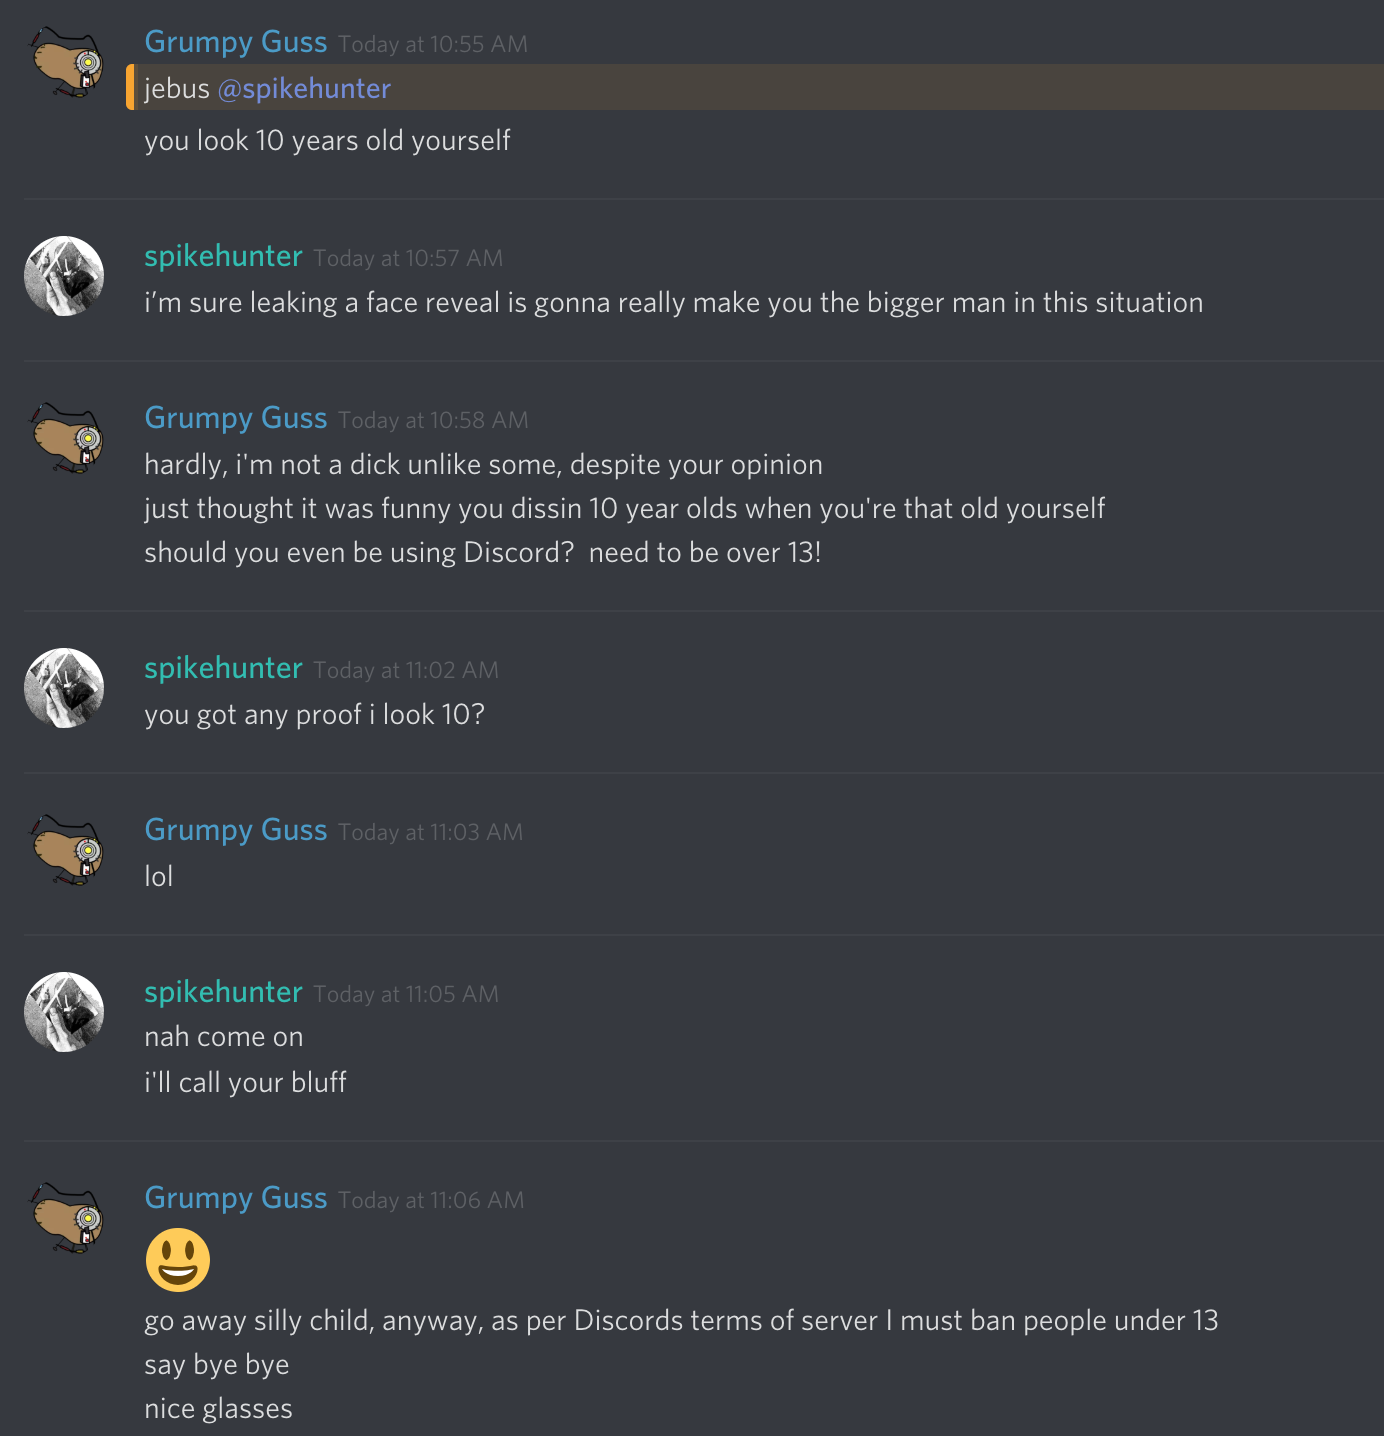 Grumpy Guss Today at 10:55 AM
jebus @spikehunter
you look 10 years old yourself
spikehunter Today at 10:57 AM
i’m sure leaking a face reveal is gonna really make you the bigger man in this situation
Grumpy Guss Today at 10:58 AM
hardly, i'm not a dick unlike some, despite your opinion
just thought it was funny you dissin 10 year olds when you're that old yourself
should you even be using Discord?  need to be over 13!
spikehunter Today at 11:02 AM
you got any proof i look 10?
Grumpy Guss Today at 11:03 AM
lol
spikehunter Today at 11:05 AM
nah come on
i'll call your bluff
Grumpy Guss Today at 11:06 AM
go away silly child, anyway, as per Discords terms of server I must ban people under 13
say bye bye
nice glasses